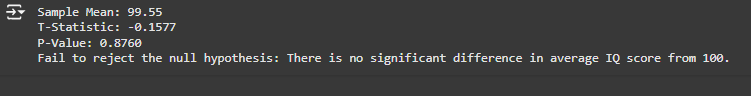 Sample Mean: 99.55
T-Statistic: -0.1577
P-Value: 0.8760
Fail to reject the null hypothesis: There is no significant difference in average IQ score from 100.